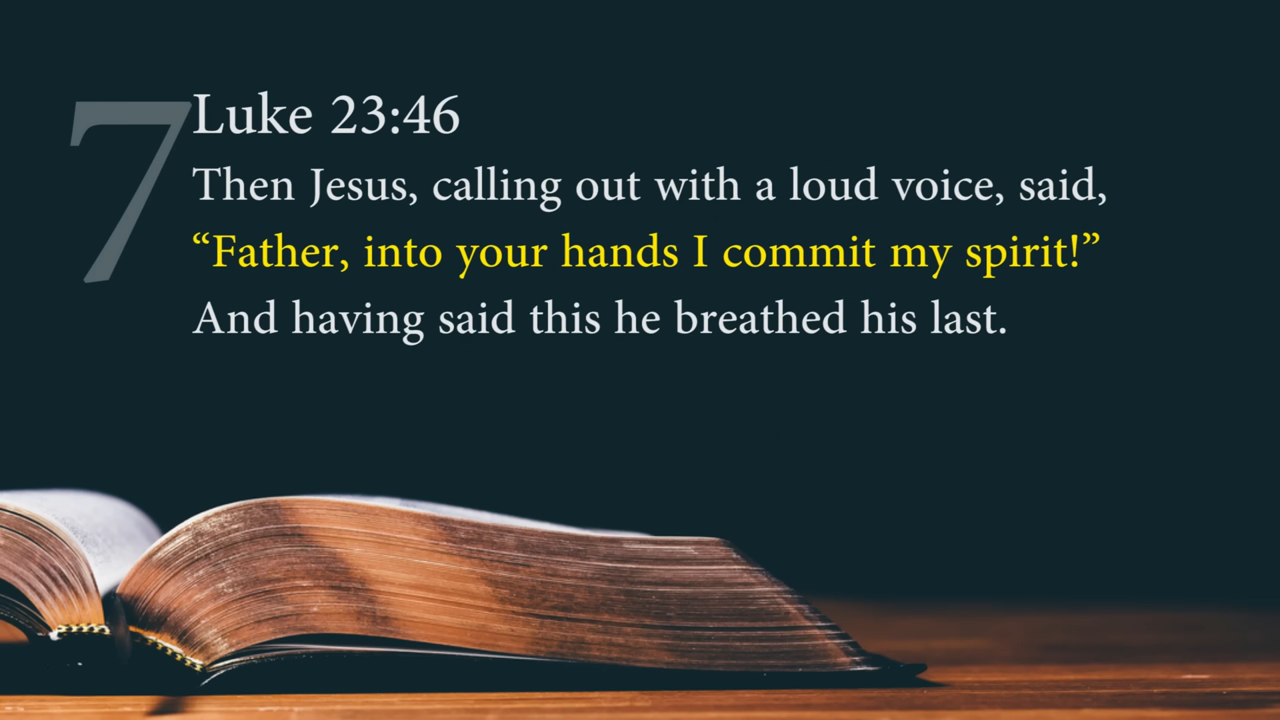 7
Luke 23:46
Then Jesus, calling out with a loud voice, said,
“Father, into your hands I commit my spirit!”
And having said this he breathed his last.